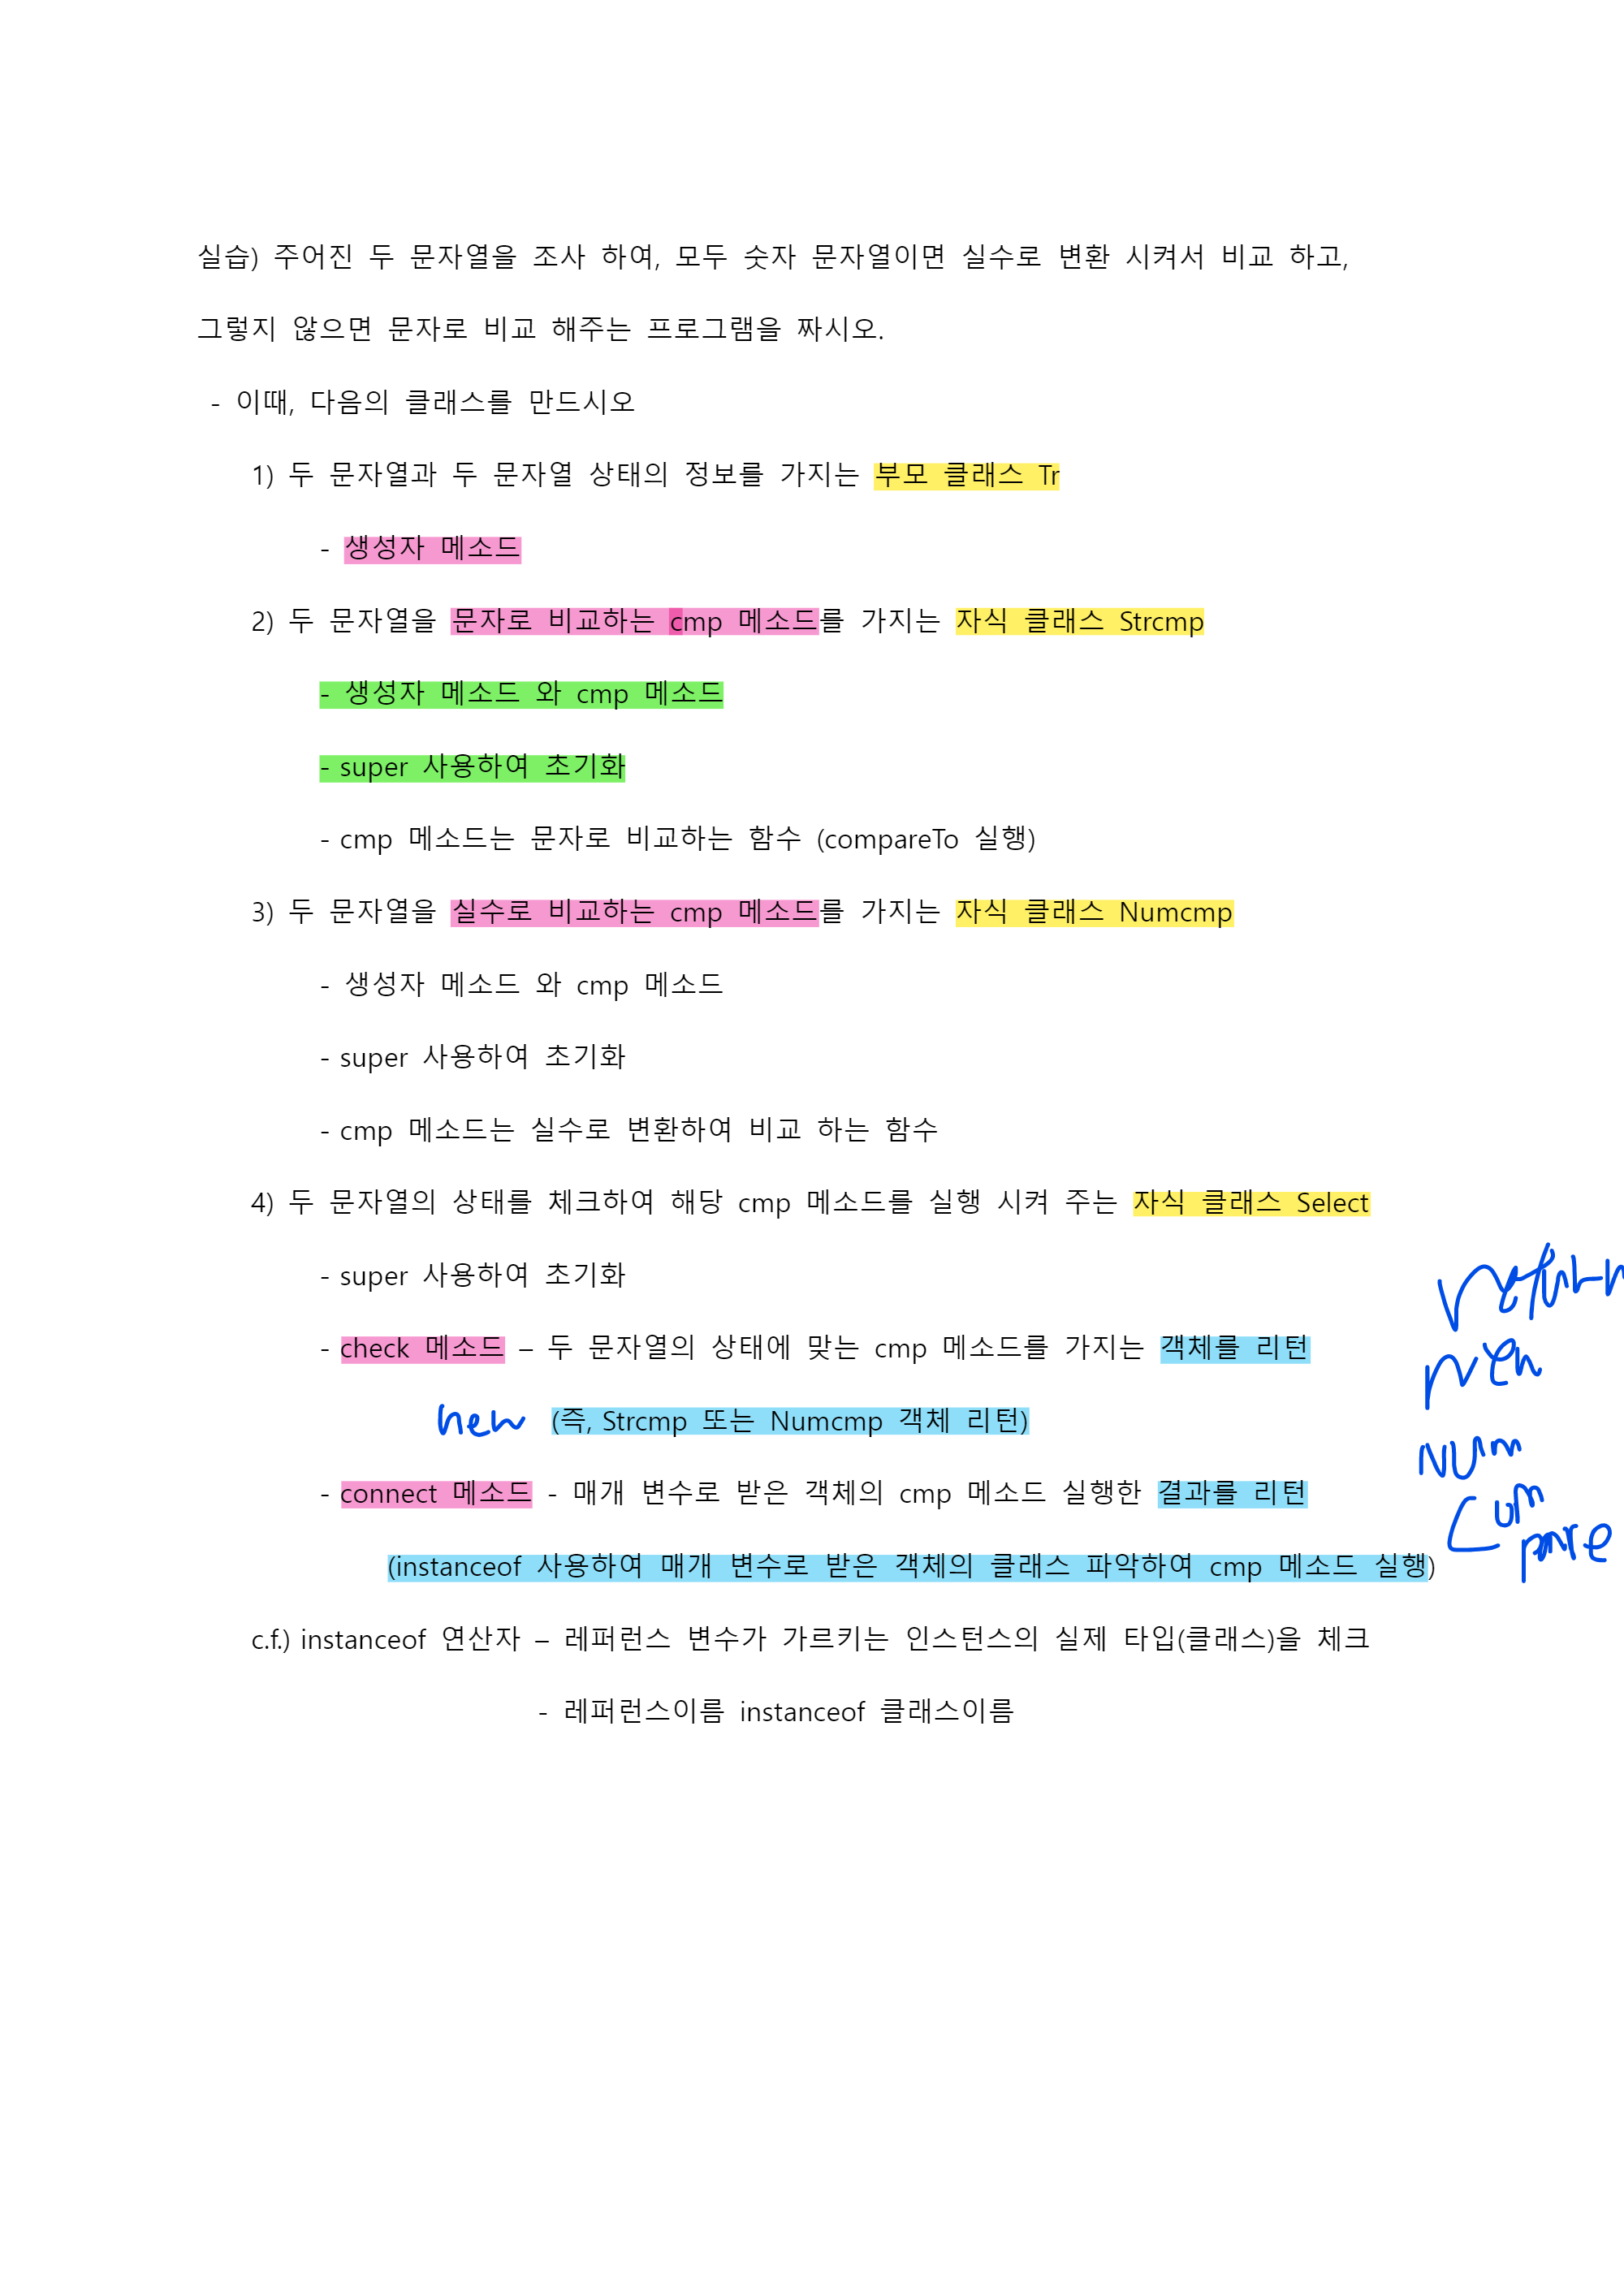 실습) 주어진 두 문자열을 조사 하여, 모두 숫자 문자열이면 실수로 변환 시켜서 비교 하고,
그렇지 않으면 문자로 비교 해주는 프로그램을 짜시오.
- 이때, 다음의 클래스를 만드시오
1) 두 문자열과 두 문자열 상태의 정보를 가지는 부모 클래스 Tr
- 생성자 메소드
2) 두 문자열을 문자로 비교하는 cmp 메소드를 가지는 자식 클래스 Strcmp
- 생성자 메소드 와 cmp 메소드
- super 사용하여 초기화
- cmp 메소드는 문자로 비교하는 함수 (compareTo 실행)
3) 두 문자열을 실수로 비교하는 cmp 메소드를 가지는 자식 클래스 Numcmp
- 생성자 메소드 와 cmp 메소드
- super 사용하여 초기화
- cmp 메소드는 실수로 변환하여 비교 하는 함수
4) 두 문자열의 상태를 체크하여 해당 cmp 메소드를 실행 시켜 주는 자식 클래스 Select
- super 사용하여 초기화
- check 메소드 – 두 문자열의 상태에 맞는 cmp 메소드를 가지는 객체를 리턴
new (즉, Strcmp 또는 Numcmp 객체 리턴)
- connect 메소드 - 매개 변수로 받은 객체의 cmp 메소드 실행한 결과를 리턴
(instanceof 사용하여 매개 변수로 받은 객체의 클래스 파악하여 cmp 메소드 실행)
c.f.) instanceof 연산자 – 레퍼런스 변수가 가르키는 인스턴스의 실제 타입(클래스)을 체크
- 레퍼런스이름 instanceof 클래스이름
return
new
Num
Com
pare